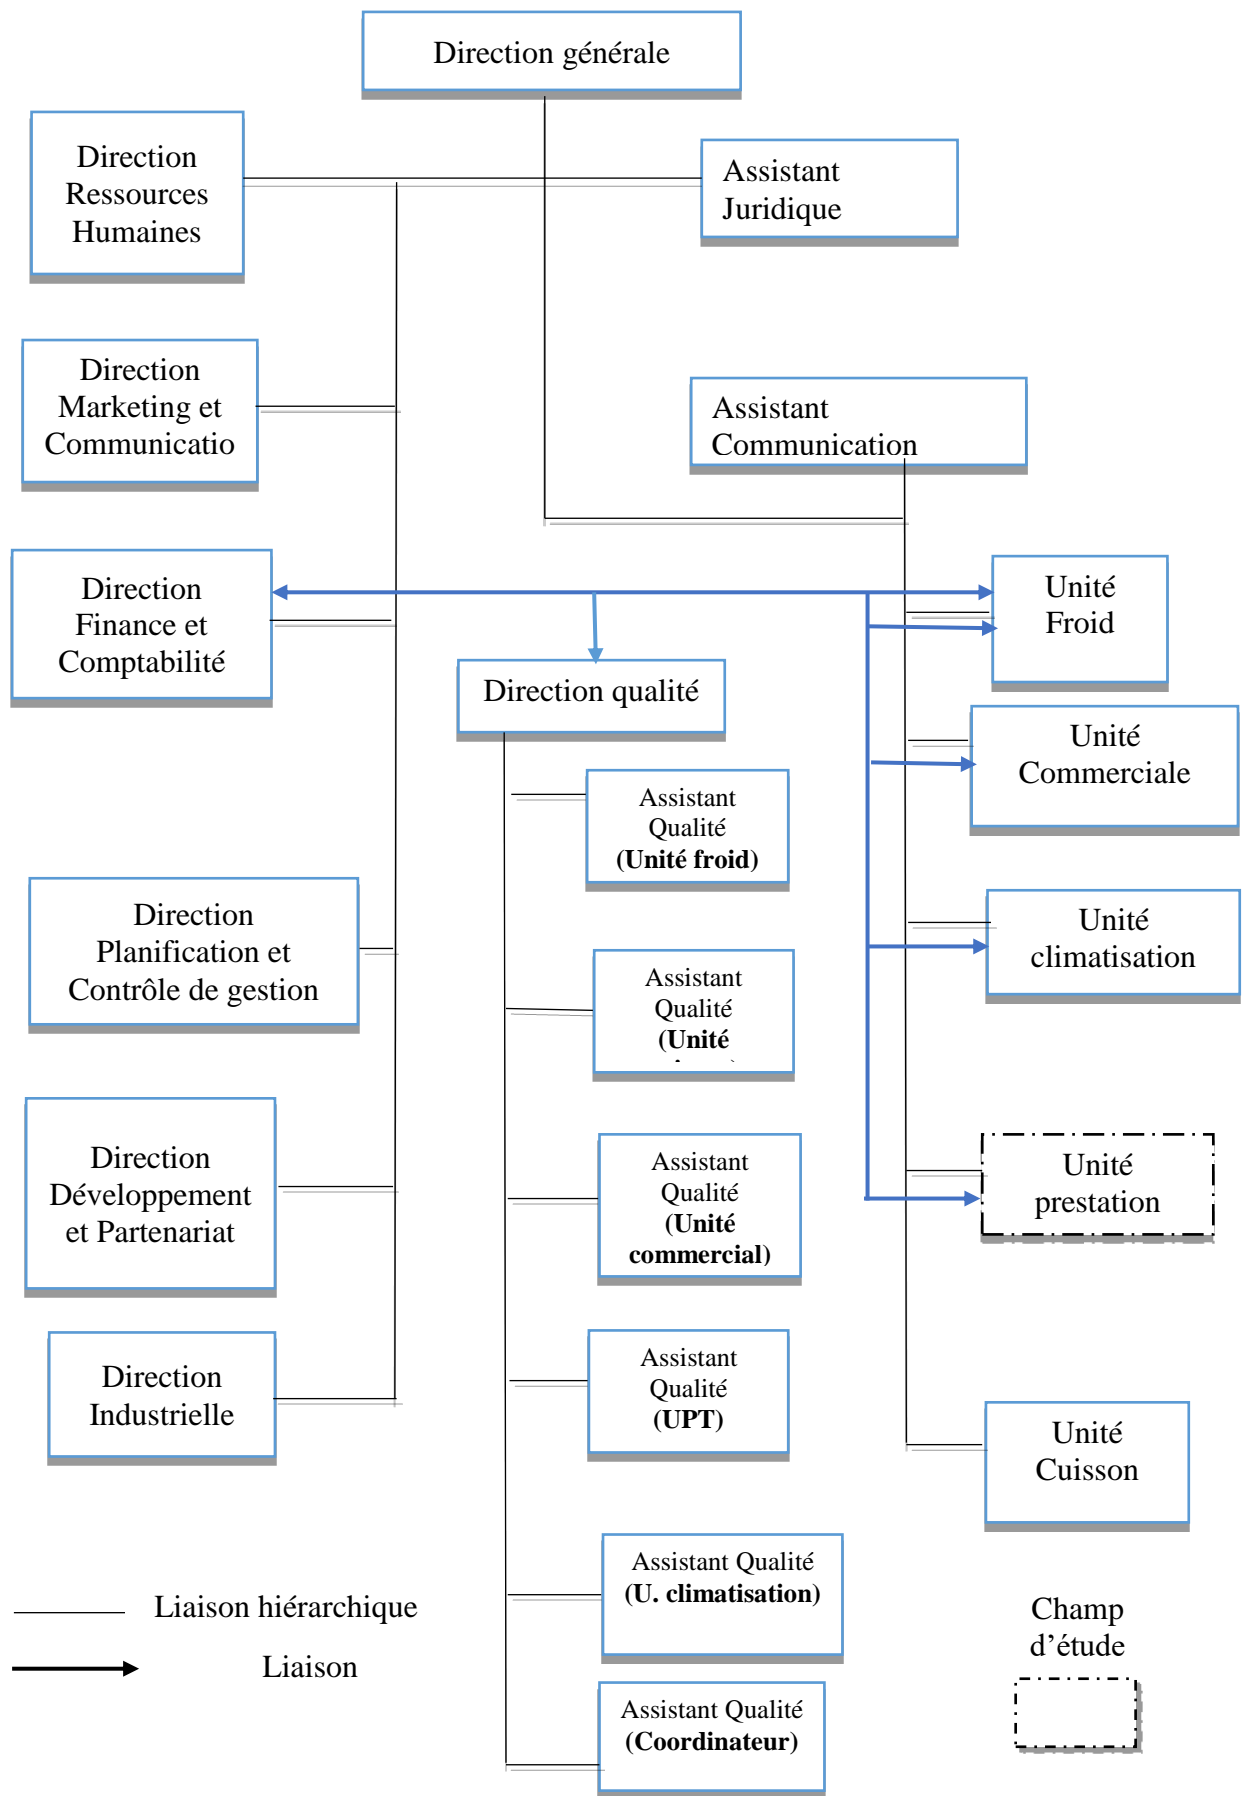 Direction générale
Direction
Ressources
Humaines
Assistant
Juridique
Direction
Marketing et
Communicatio
Assistant
Communication
Direction
Finance et
Comptabilité
Unité
Froid
Direction qualité
Unité
Commerciale
Assistant
Qualité
(Unité froid)
Direction
Planification et
Contrôle de gestion
Unité
climatisation
Assistant
Qualité
(Unité
Direction
Développement
et Partenariat
Assistant
Qualité
(Unité
commercial)
Unité
prestation
Direction
Industrielle
Assistant
Qualité
(UPT)
Unité
Cuisson
Assistant Qualité
(U. climatisation)
Liaison hiérarchique
Liaison
Champ
d’étude
Assistant Qualité
(Coordinateur)